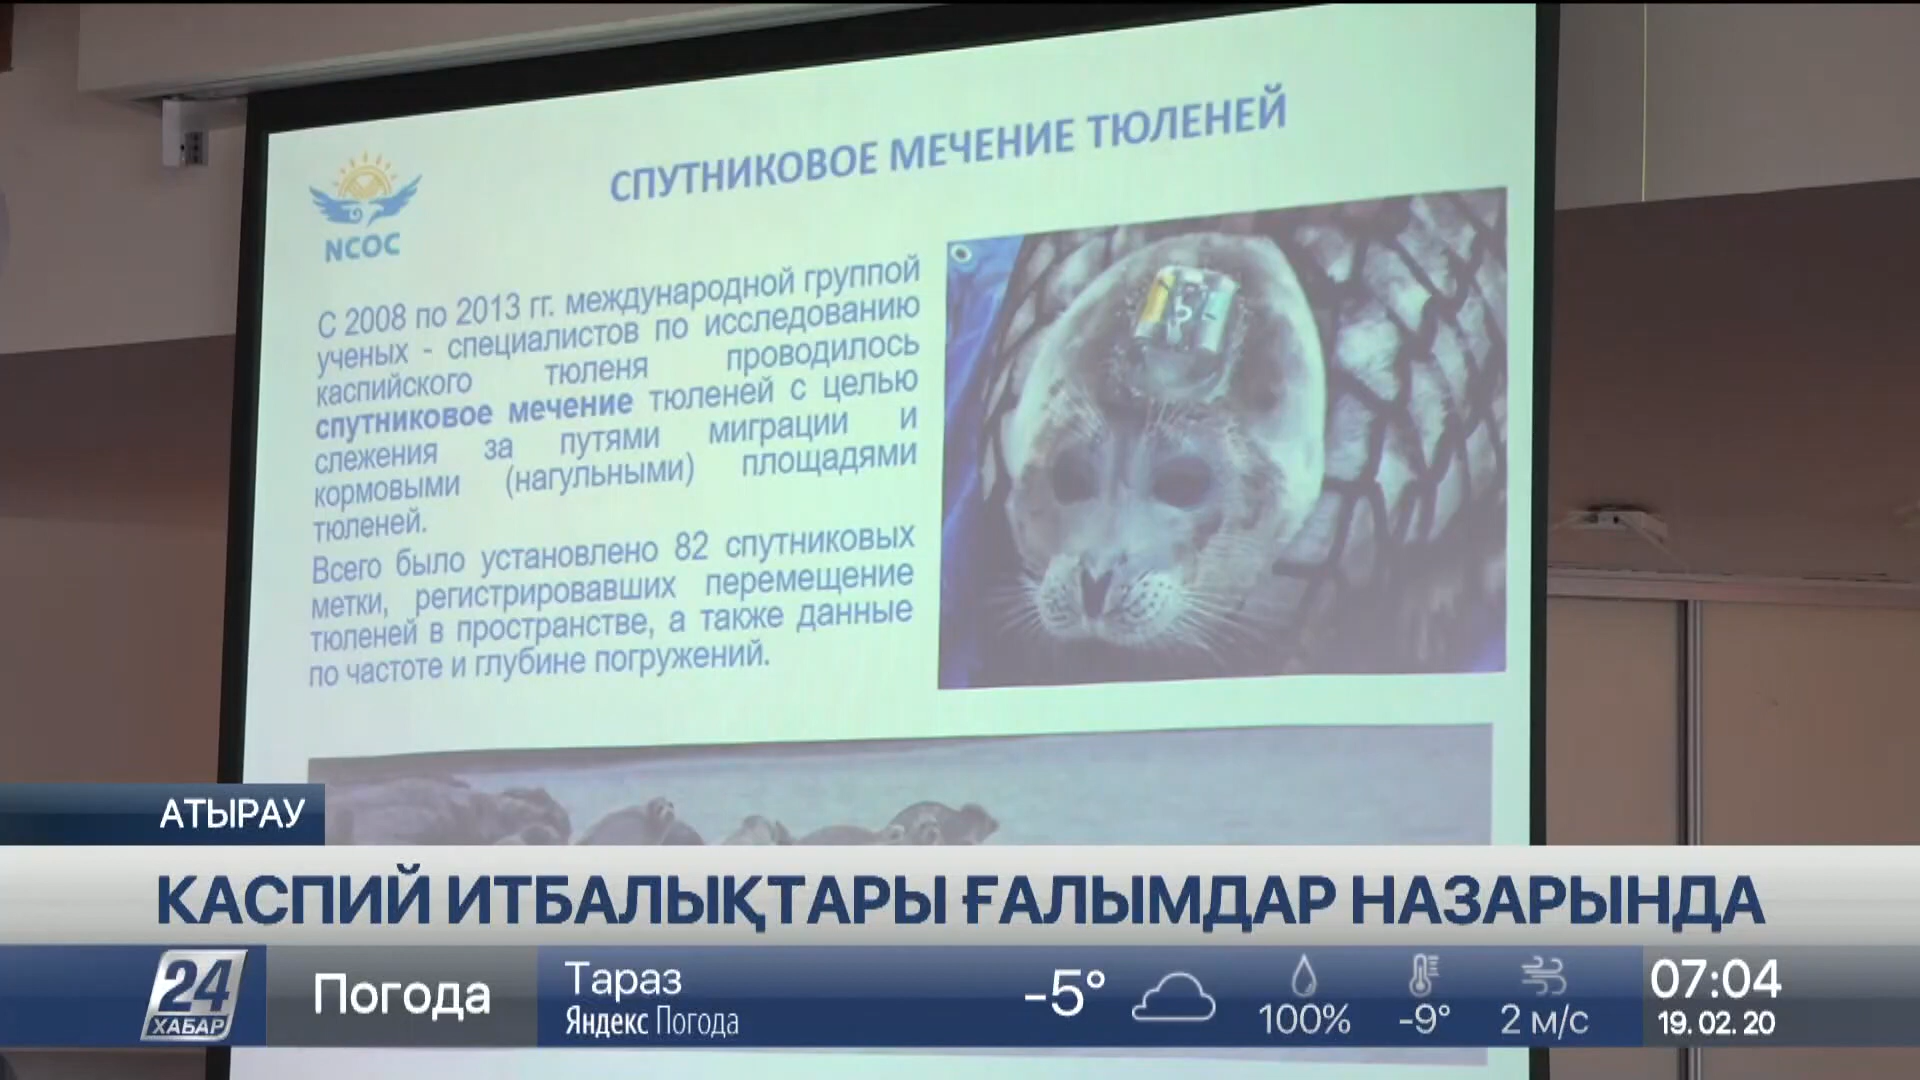 СПУТНИКОВОЕ МЕЧЕНИЕ ТЮЛЕНЕЙ
NCOC
С 2008 по 2013 гг. международной группой
ученых - специалистов по исследованию
каспийского тюленя проводилось
спутниковое мечение тюленей с целью
слежения за путями миграции и
кормовыми (нагульными) площадями
тюленей.
Всего было установлено 82 спутниковых
метки, регистрировавших перемещение
тюленей в пространстве, а также данные
по частоте и глубине погружений.
АТЫРАУ
КАСПИЙ ИТБАЛЫҚТАРЫ ҒАЛЫМДАР НАЗАРЫНДА
24
ХАБАР
Погода
Тараз
Яндекс Погода
-5°
100%
-9°
2 м/с
07:04
19. 02. 20